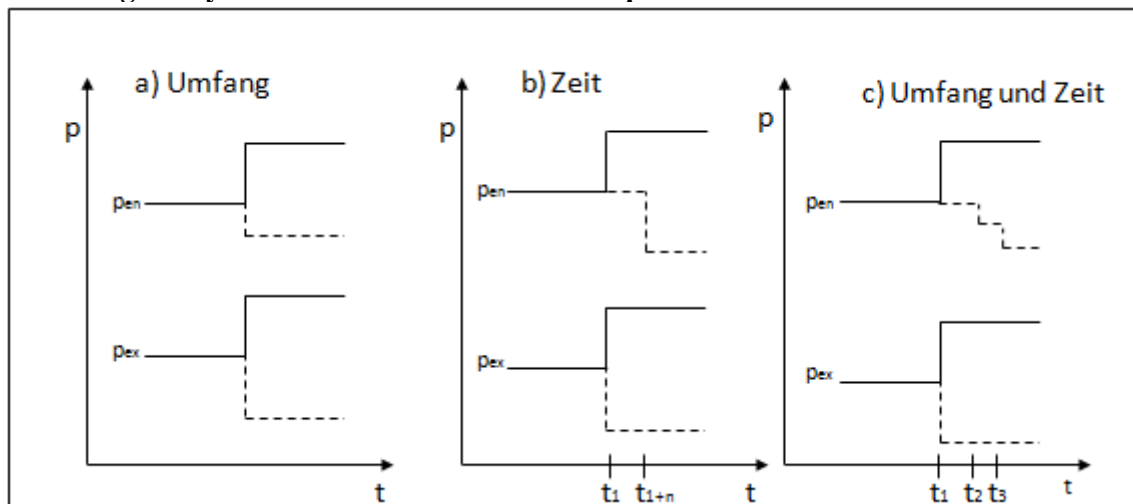 a) Umfang
p
pen
pex
t
b) Zeit
p
pen
pex
t1 t1+n t
c) Umfang und Zeit
p
pen
pex
t1 t2 t3 t